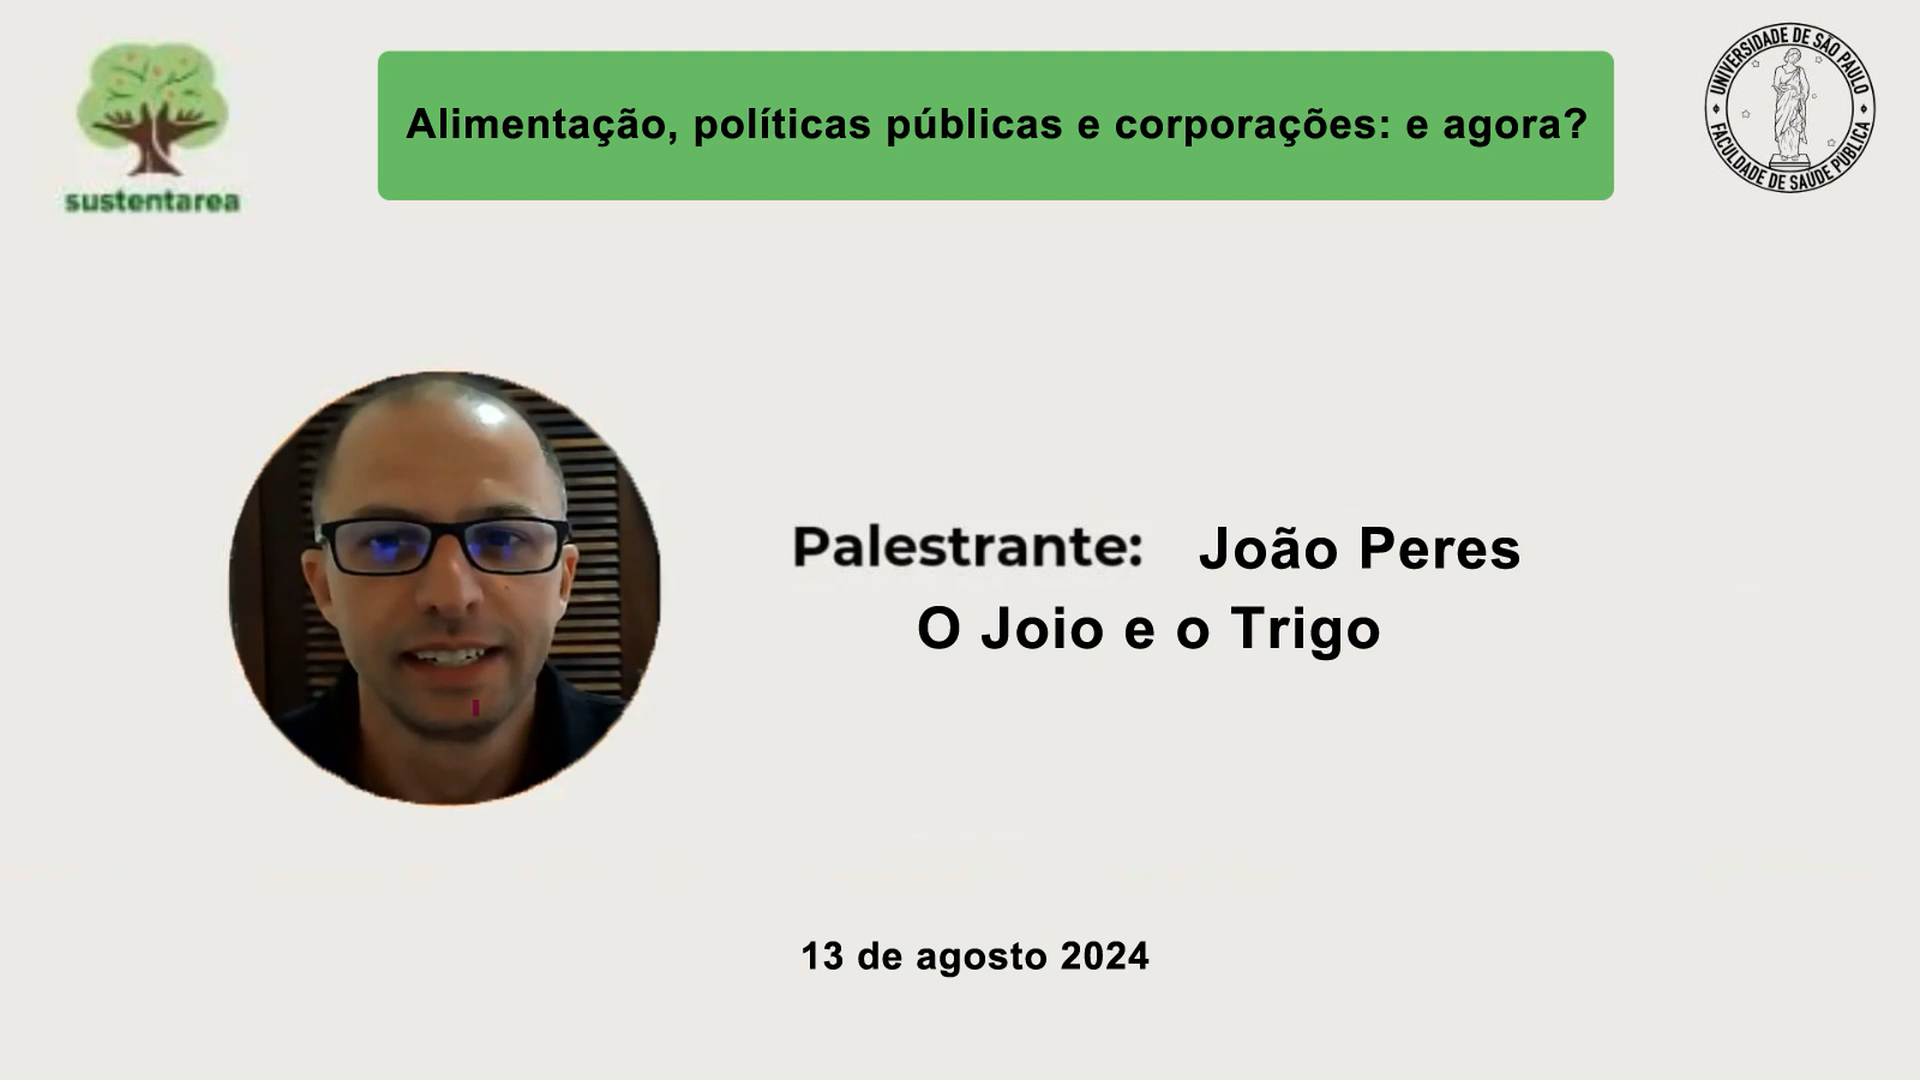 sustentarea
Alimentação, políticas públicas e corporações: e agora?
UNIVERSIDADE DE SÃO PAULO
FACULDADE DE SAÚDE PÚBLICA
Palestrante: João Peres
O Joio e o Trigo
13 de agosto 2024